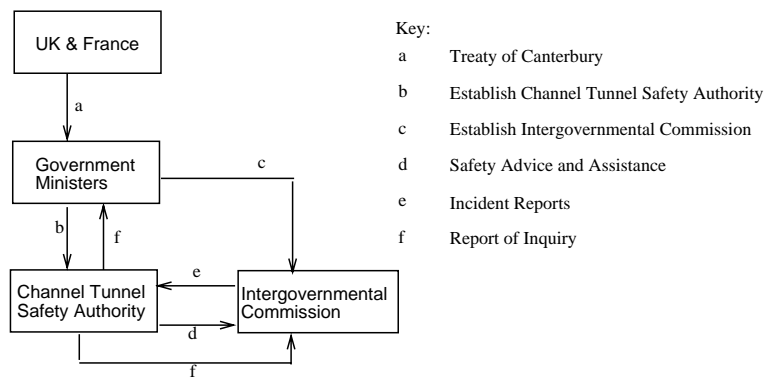 UK & France
a
Government
Ministers
c
b
f
Channel Tunnel
Safety Authority
e
Intergovernmental
Commission
d
f
Key:
a Treaty of Canterbury
b Establish Channel Tunnel Safety Authority
c Establish Intergovernmental Commission
d Safety Advice and Assistance
e Incident Reports
f Report of Inquiry